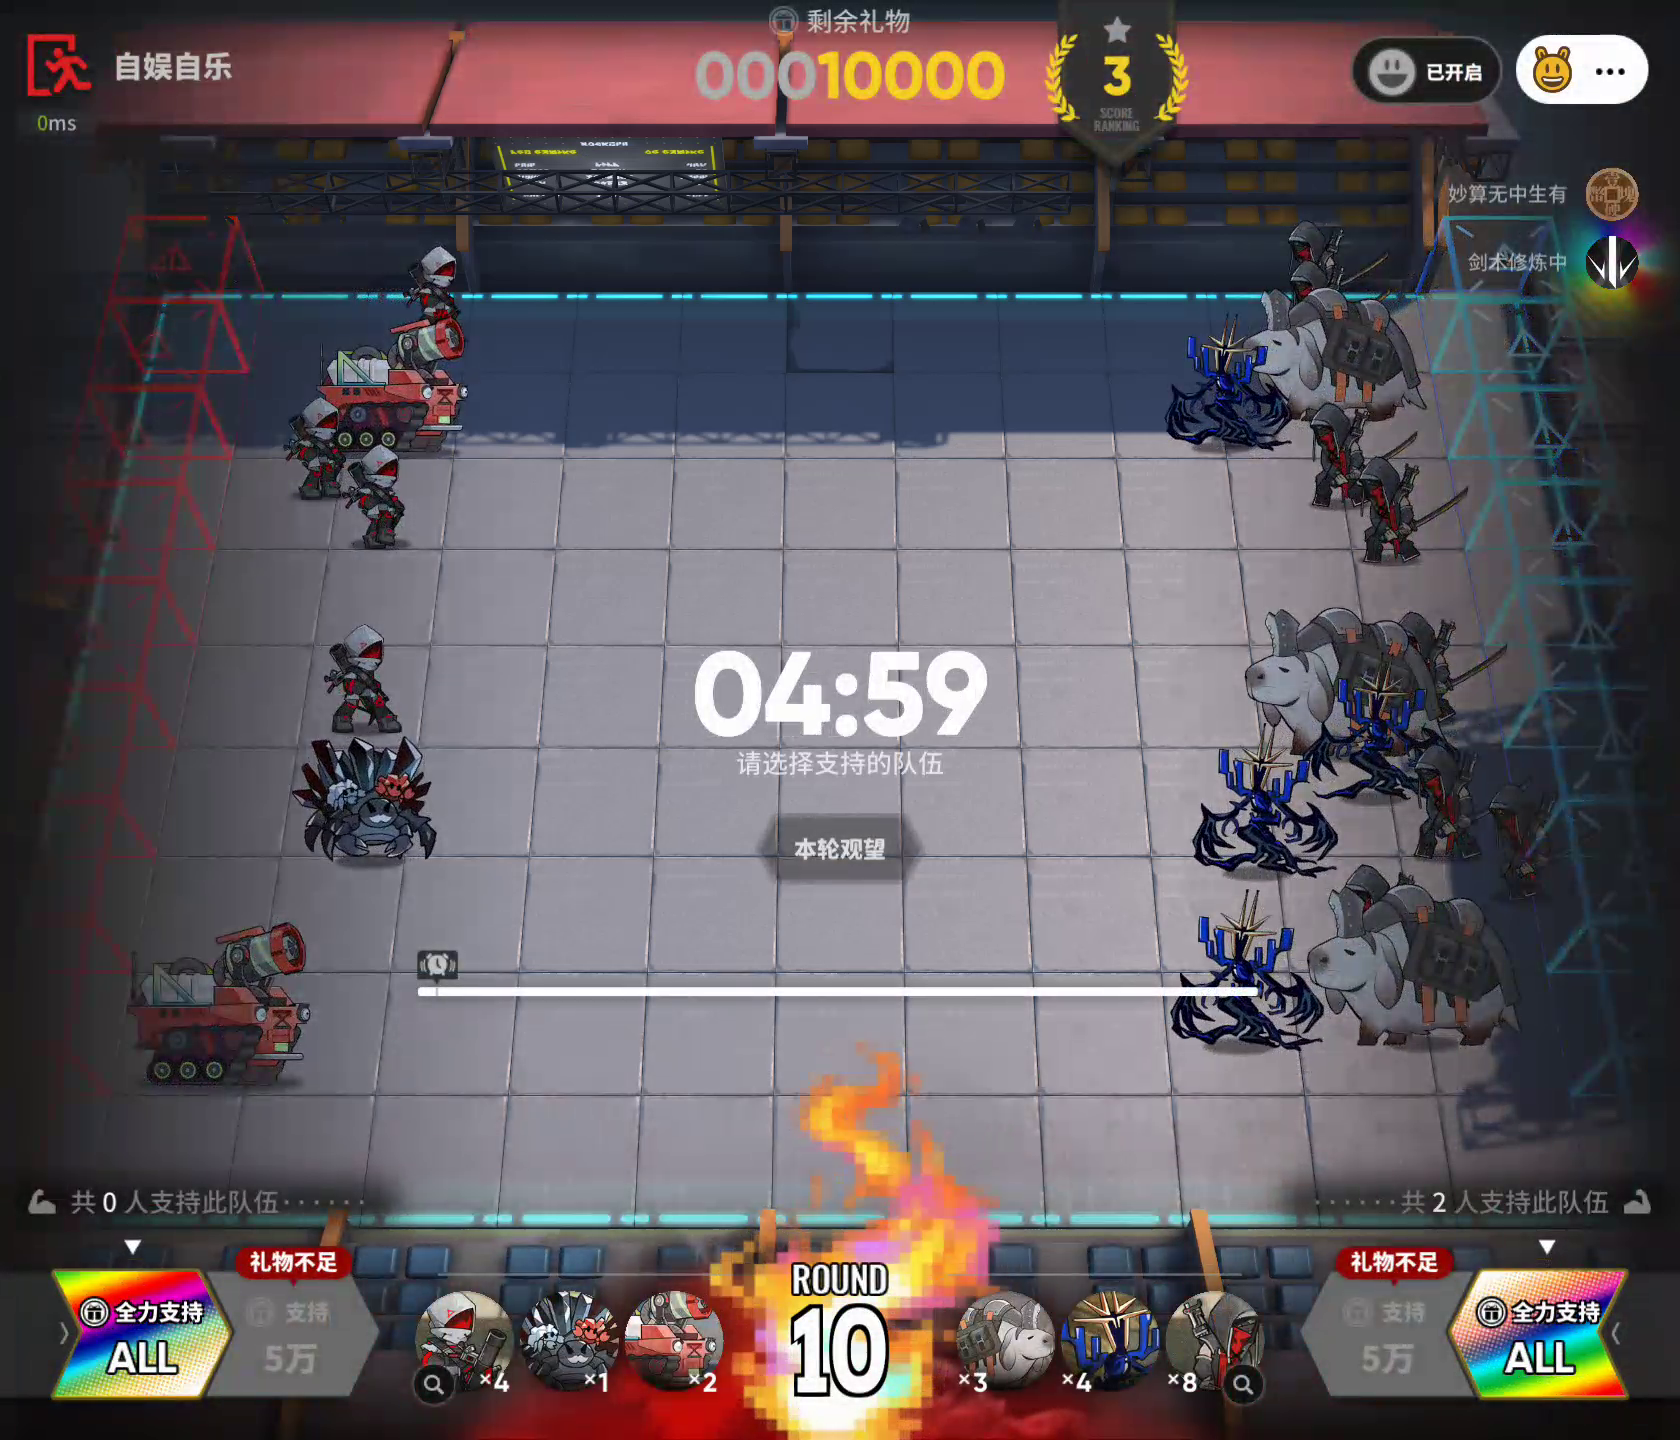 剩余礼物
00010000
自娱自乐
0ms
3
SCORE
RANKING
已开启
妙算无中生有
剑术修炼中
04:59
请选择支持的队伍
本轮观望
共 0 人支持此队伍······
······共 2 人支持此队伍
礼物不足
全力支持
ALL
支持
5万
×4
×1
×2
ROUND
10
×3
×4
×8
礼物不足
支持
5万
全力支持
ALL